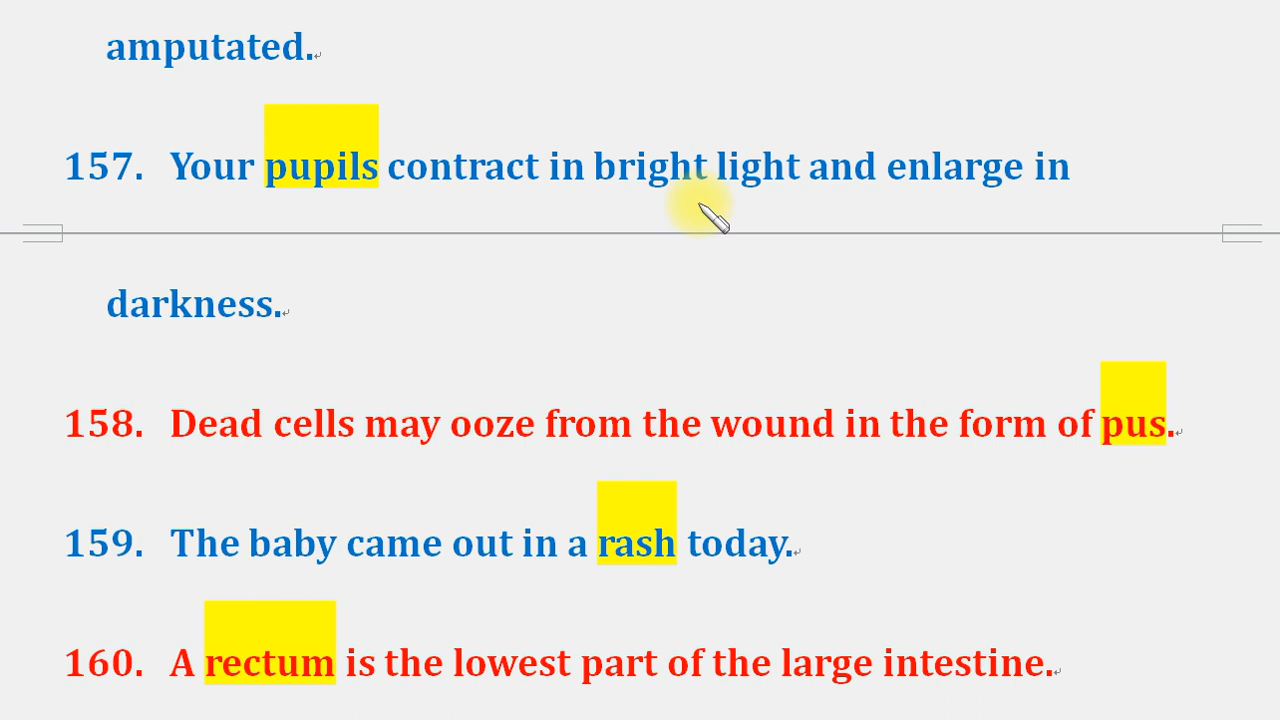 amputated.
157. Your pupils contract in bright light and enlarge in
darkness.
158. Dead cells may ooze from the wound in the form of pus.
159. The baby came out in a rash today.
160. A rectum is the lowest part of the large intestine.